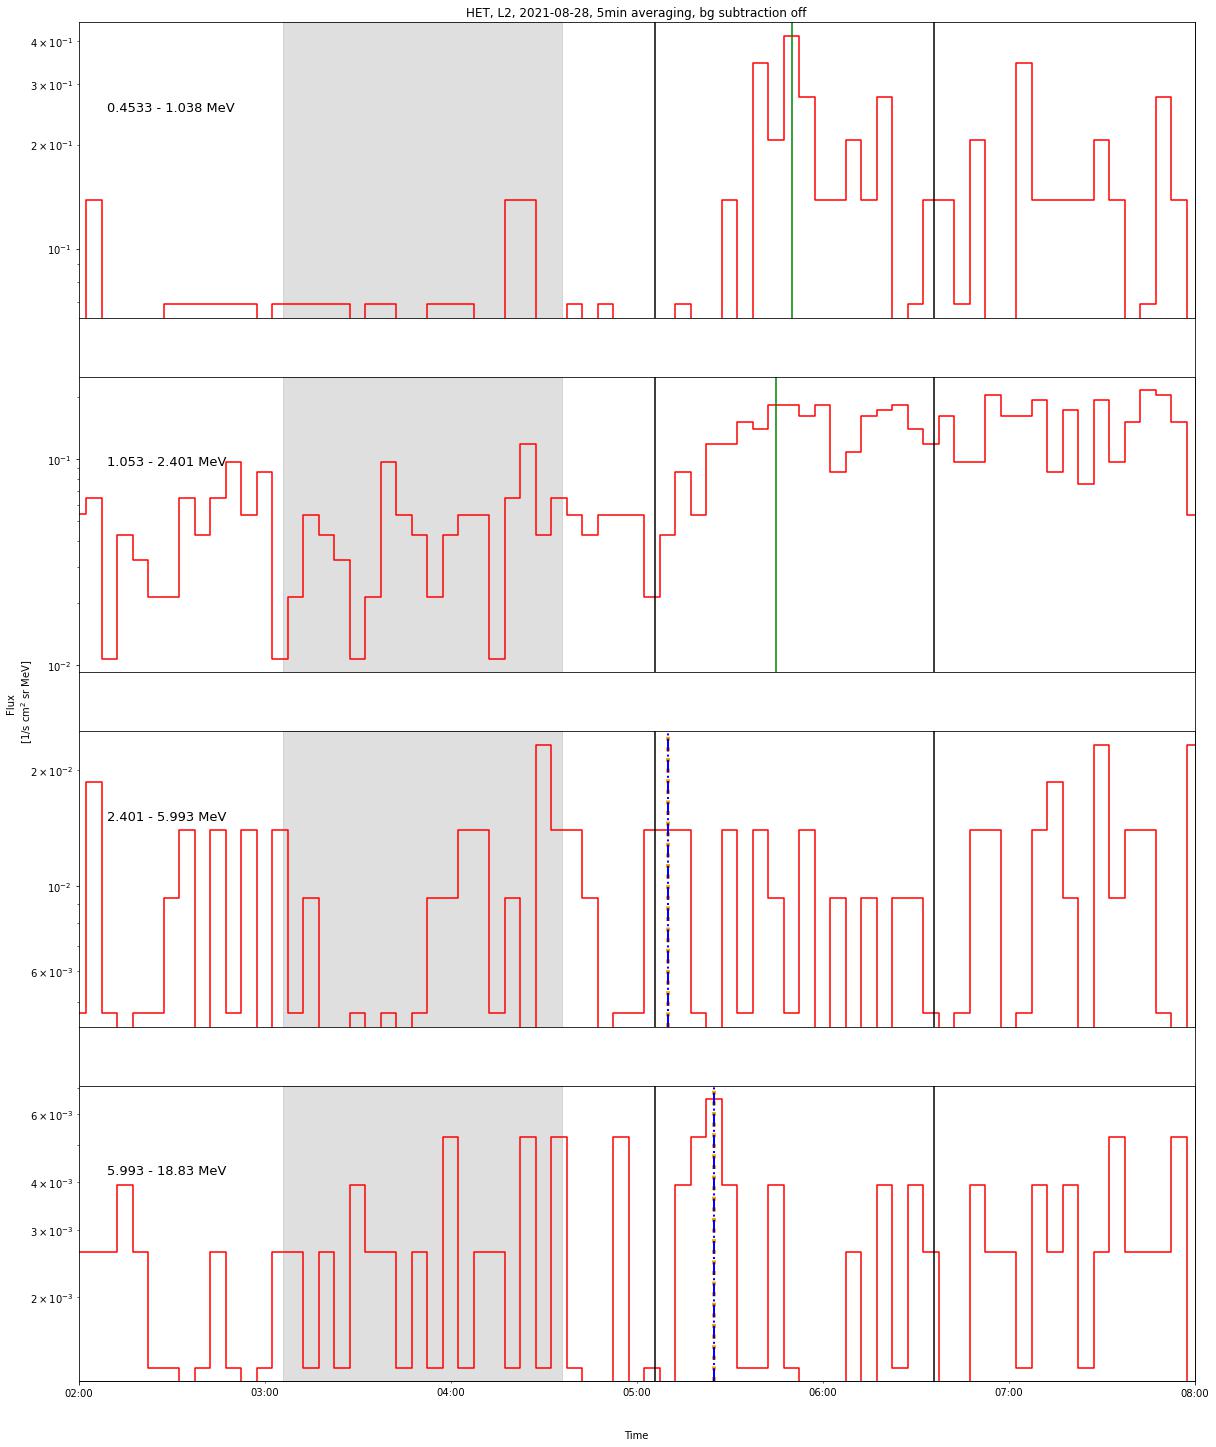 HET, L2, 2021-08-28, 5min averaging, bg subtraction off
4 × 10⁻¹
3 × 10⁻¹
0.4533 - 1.038 MeV
2 × 10⁻¹
10⁻¹
10⁻¹
1.053 - 2.401 MeV
10⁻²
Flux
[1/s cm² sr MeV]
2 × 10⁻²
2.401 - 5.993 MeV
10⁻²
6 × 10⁻³
6 × 10⁻³
5.993 - 18.83 MeV
4 × 10⁻³
3 × 10⁻³
2 × 10⁻³
02:00 03:00 04:00 05:00 06:00 07:00 08:00
Time